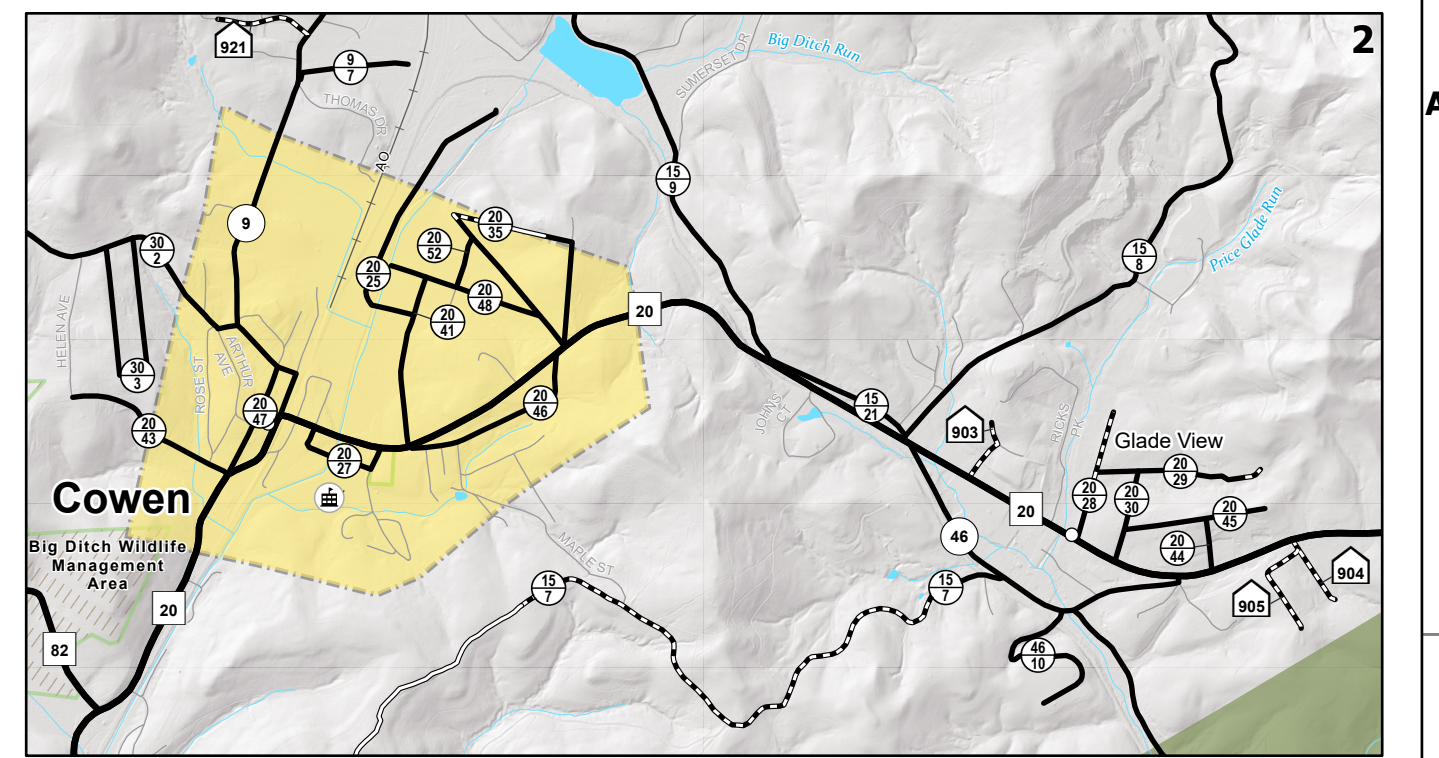 2
A
921
9
7
THOMAS DR
AO
SUMERSET DR
Big Ditch Run
15
9
9
20
35
20
52
30
2
20
25
20
48
20
41
20
15
8
Price Glade Run
HELEN AVE
ROSE ST
ARTHUR
AVE
30
3
20
47
20
43
20
46
20
27
JOHNS
CT
15
21
903
RICKS
PK
Glade View
20
29
20
28
20
30
20
45
20
44
20
Cowen
Big Ditch Wildlife
Management
Area
46
MAPLE ST
15
7
15
7
904
905
20
82
46
10